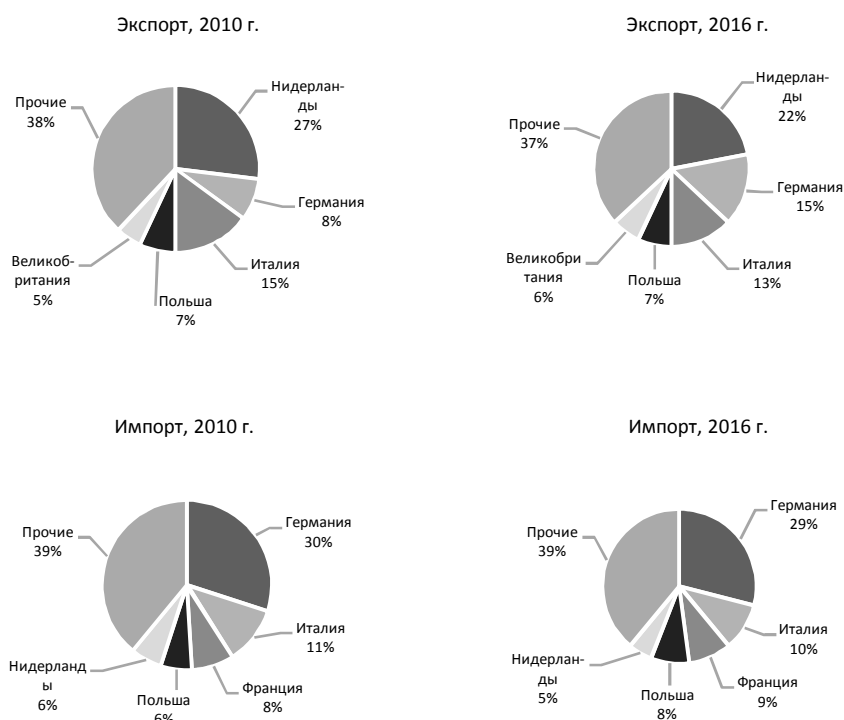 Экспорт, 2010 г.
Нидерлан-
ды
27%
Германия
8%
Италия
15%
Польша
7%
Великоб-
ритания
5%
Прочие
38%
Экспорт, 2016 г.
Нидерлан-
ды
22%
Германия
15%
Италия
13%
Польша
7%
Великобри
тания
6%
Прочие
37%
Импорт, 2010 г.
Германия
30%
Италия
11%
Франция
8%
Польша
6%
Нидерланд
ы
6%
Прочие
39%
Импорт, 2016 г.
Германия
29%
Италия
10%
Франция
9%
Польша
8%
Нидерлан-
ды
5%
Прочие
39%